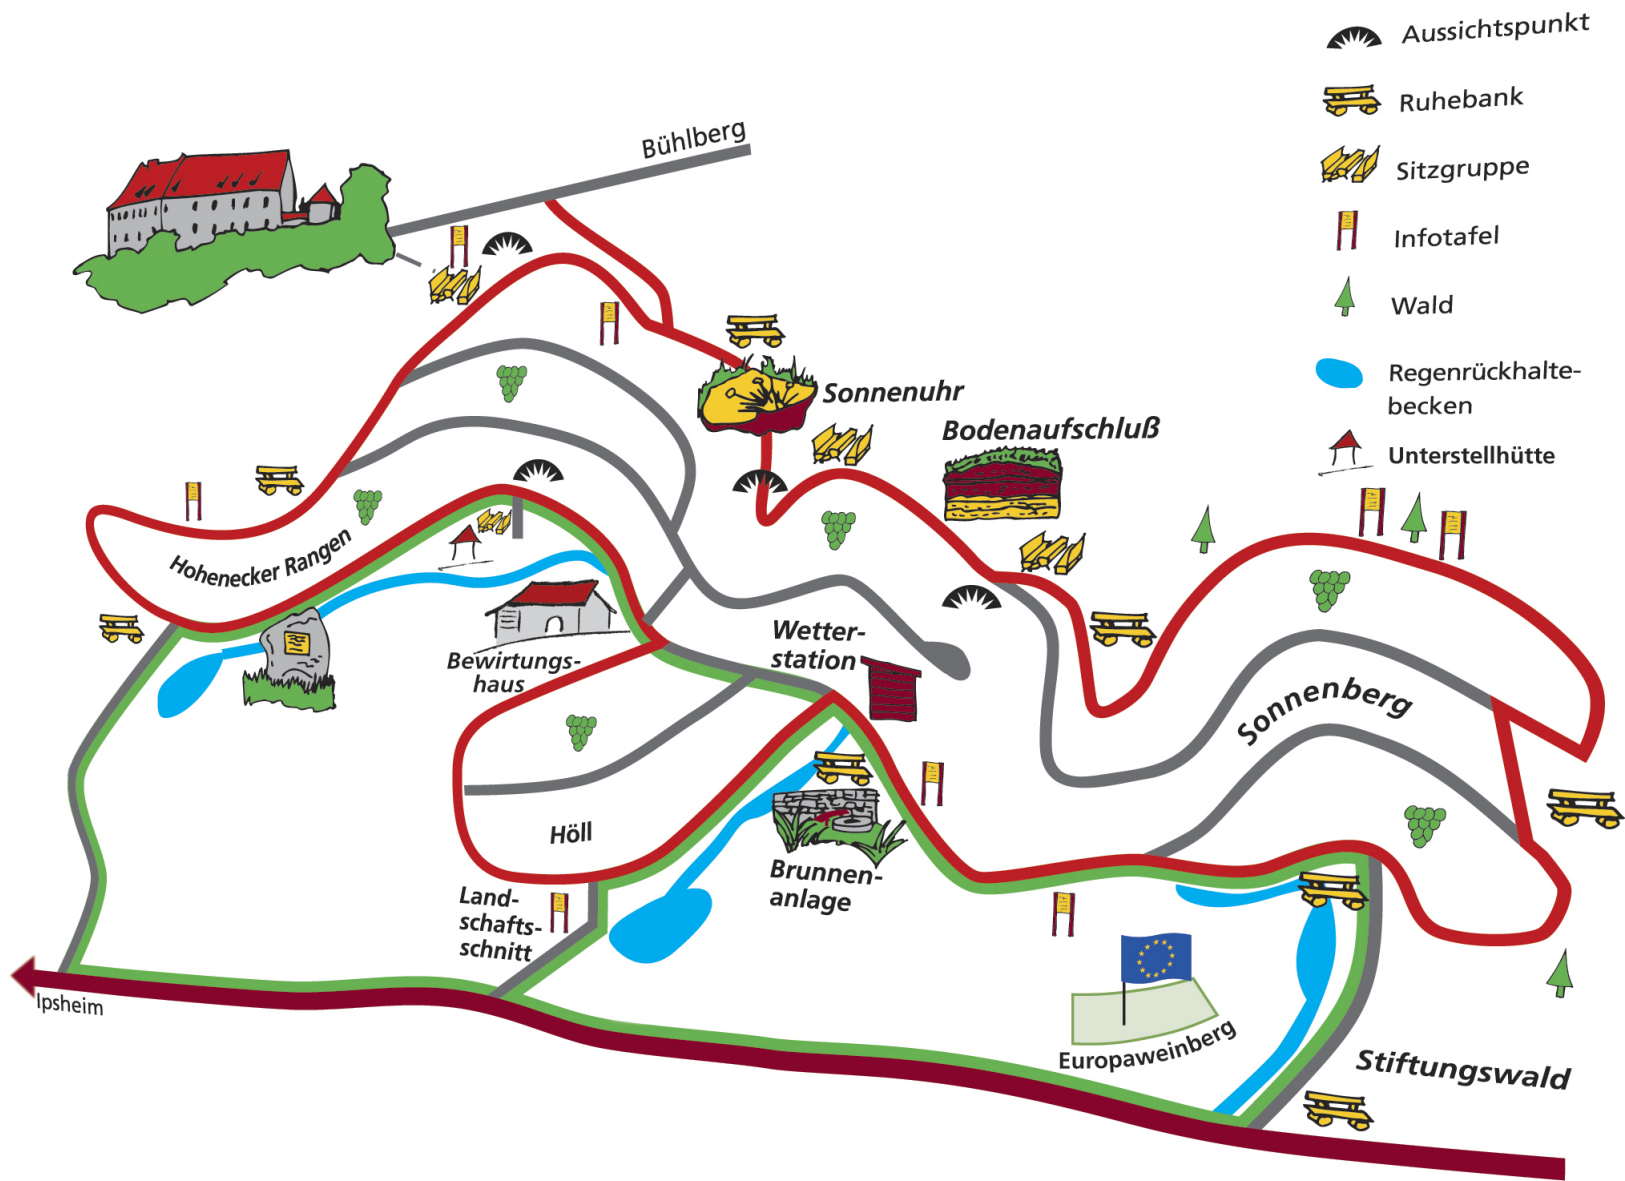 Aussichtspunkt
Ruhebank
Sitzgruppe
Infotafel
Wald
Regenrückhalte-
becken
Unterstellhütte
Bühlberg
Sonnenuhr
Bodenaufschluß
Hohenecker Rangen
Bewirtungs-
haus
Wetter-
station
Sonnenberg
Höll
Brunnen-
anlage
Land-
schafts-
schnitt
Ipsheim
Europaweinberg
Stiftungswald